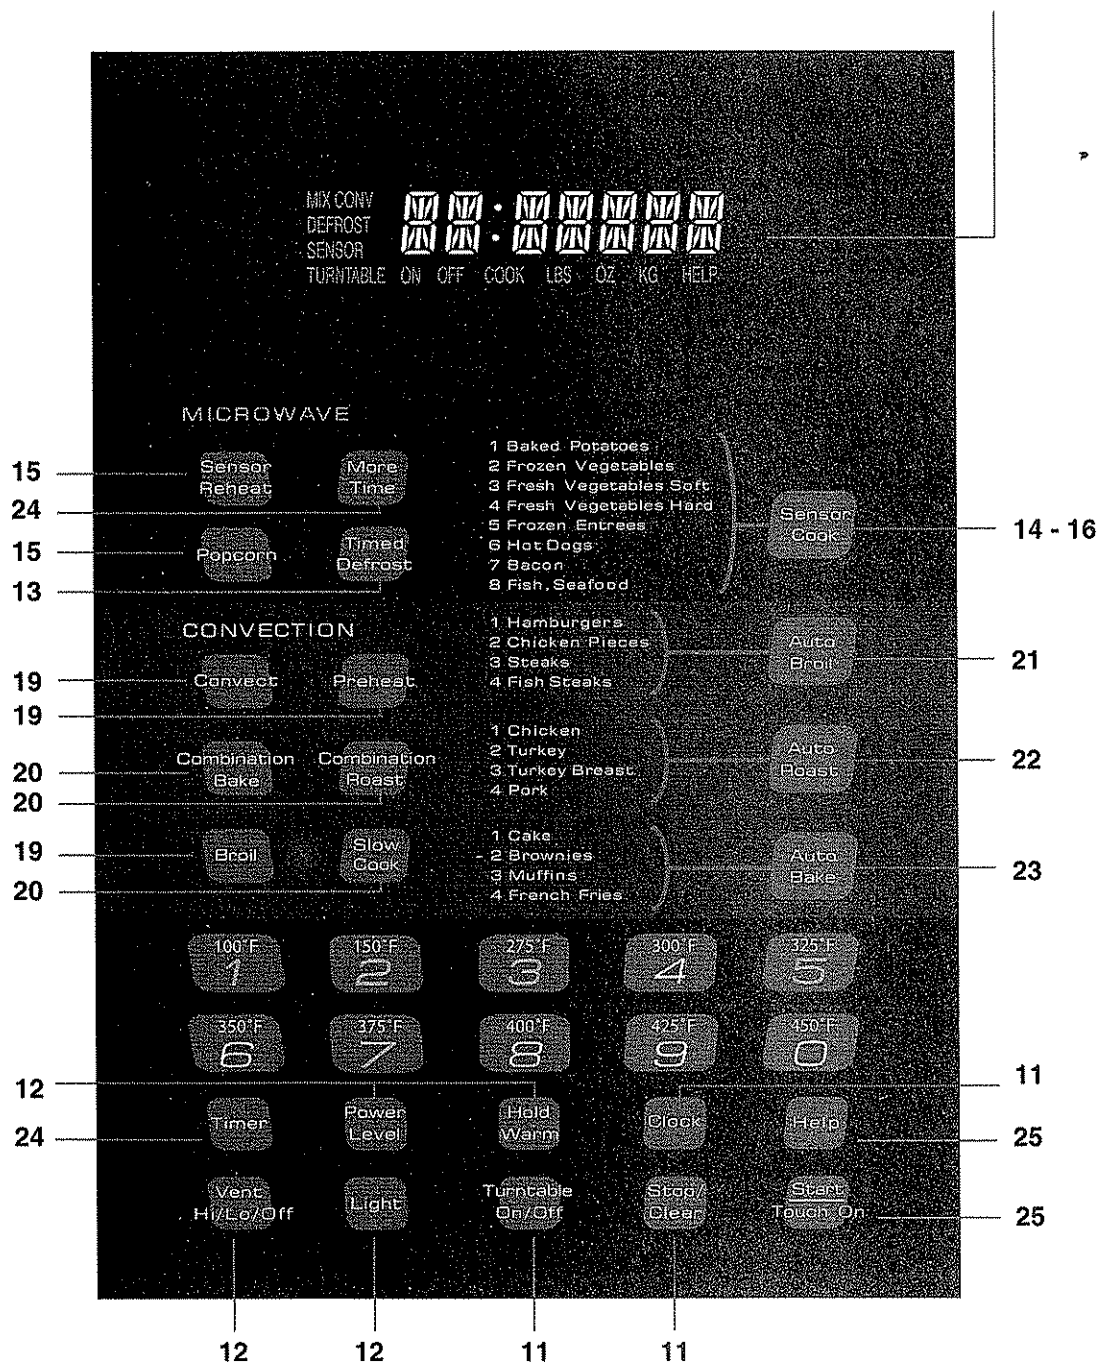 MIX CONV
DEFROST
SENSOR
TURNTABLE ON OFF COOK LBS OZ KG HELP
MICROWAVE
15
Sensor
Reheat
More
Time
24
15
Popcorn
Timed
Defrost
13
1 Baked Potatoes
2 Frozen Vegetables
3 Fresh Vegetables Soft
4 Fresh Vegetables Hard
5 Frozen Entrees
6 Hot Dogs
7 Bacon
8 Fish, Seafood
Sensor
Cook
14 - 16
CONVECTION
19
Convect
Preheat
19
1 Hamburgers
2 Chicken Pieces
3 Steaks
4 Fish Steaks
Auto
Broil
21
20
Combination
Bake
Combination
Roast
20
1 Chicken
2 Turkey
3 Turkey Breast
4 Pork
Auto
Roast
22
19
Broil
Slow
Cook
20
1 Cake
2 Brownies
3 Muffins
4 French Fries
Auto
Bake
23
100°F
1
150°F
2
275°F
3
300°F
4
325°F
5
350°F
6
375°F
7
400°F
8
425°F
9
450°F
0
12
11
24
Timer
Power
Level
Hold
Warm
Clock
Help
25
Vent
Hi/Lo/Off
Light
Turntable
On/Off
Stop/
Clear
Start
Touch On
25
12
12
11
11